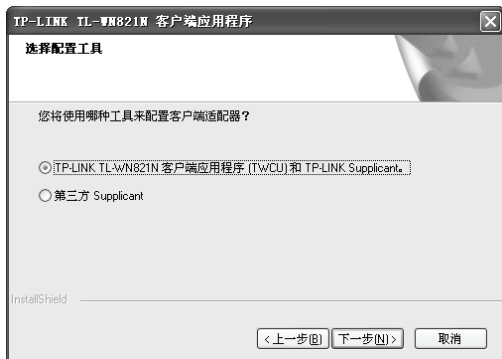 TP-LINK TL-WN821N 客户端应用程序
选择配置工具
您将使用哪种工具来配置客户端适配器？
TP-LINK TL-WN821N 客户端应用程序 (TWCU)和 TP-LINK Supplicant。
第三方 Supplicant
InstallShield
<上一步(B) 下一步(N)> 取消